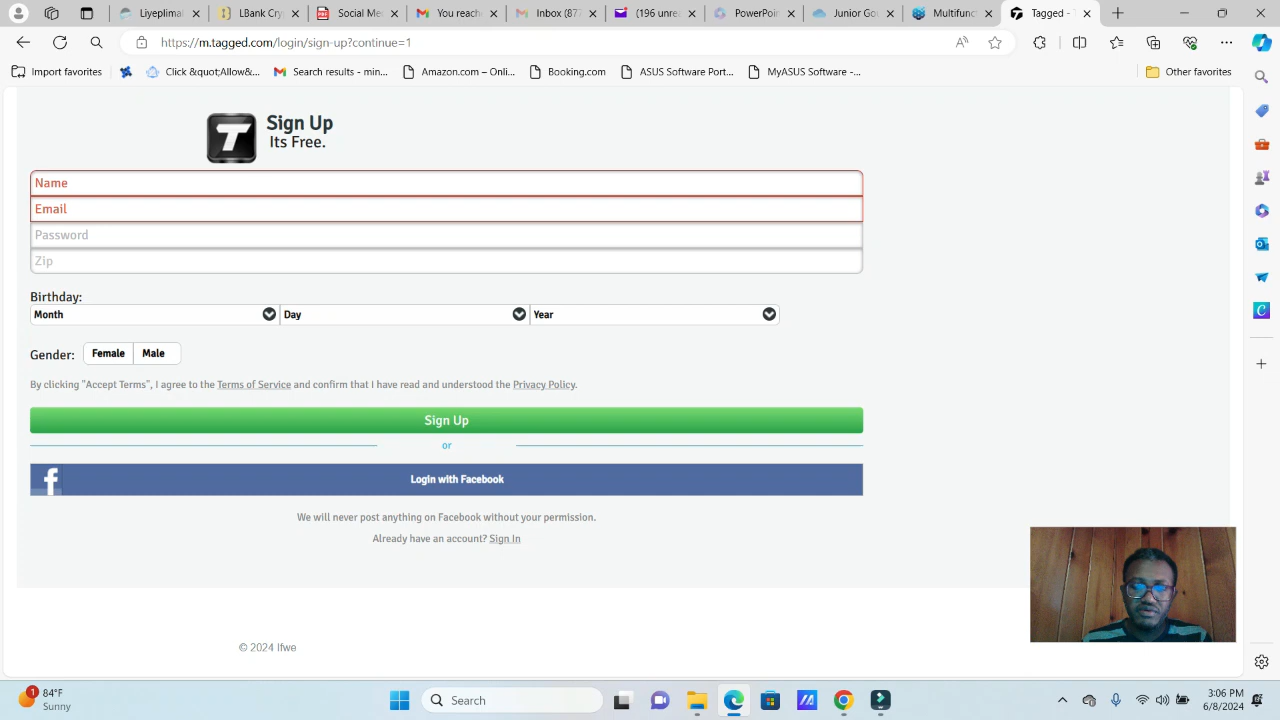 Liyeplimal
LBank City
Social Me
Gmail
Inbox (87
(196 unre
PowerPoin
Junior Go
Multifunct
Tagged -
https://m.tagged.com/login/sign-up?continue=1
Import favorites
Click &quot;Allow&...
Search results - min...
Amazon.com – Onli...
Booking.com
ASUS Software Port...
MyASUS Software -...
Other favorites
T
Sign Up
Its Free.
Name
Email
Password
Zip
Birthday:
Month
Day
Year
Gender:
Female
Male
By clicking "Accept Terms", I agree to the Terms of Service and confirm that I have read and understood the Privacy Policy.
Sign Up
or
f
Login with Facebook
We will never post anything on Facebook without your permission.
Already have an account? Sign In
© 2024 Ifwe
1
84°F
Sunny
Search
3:06 PM
6/8/2024